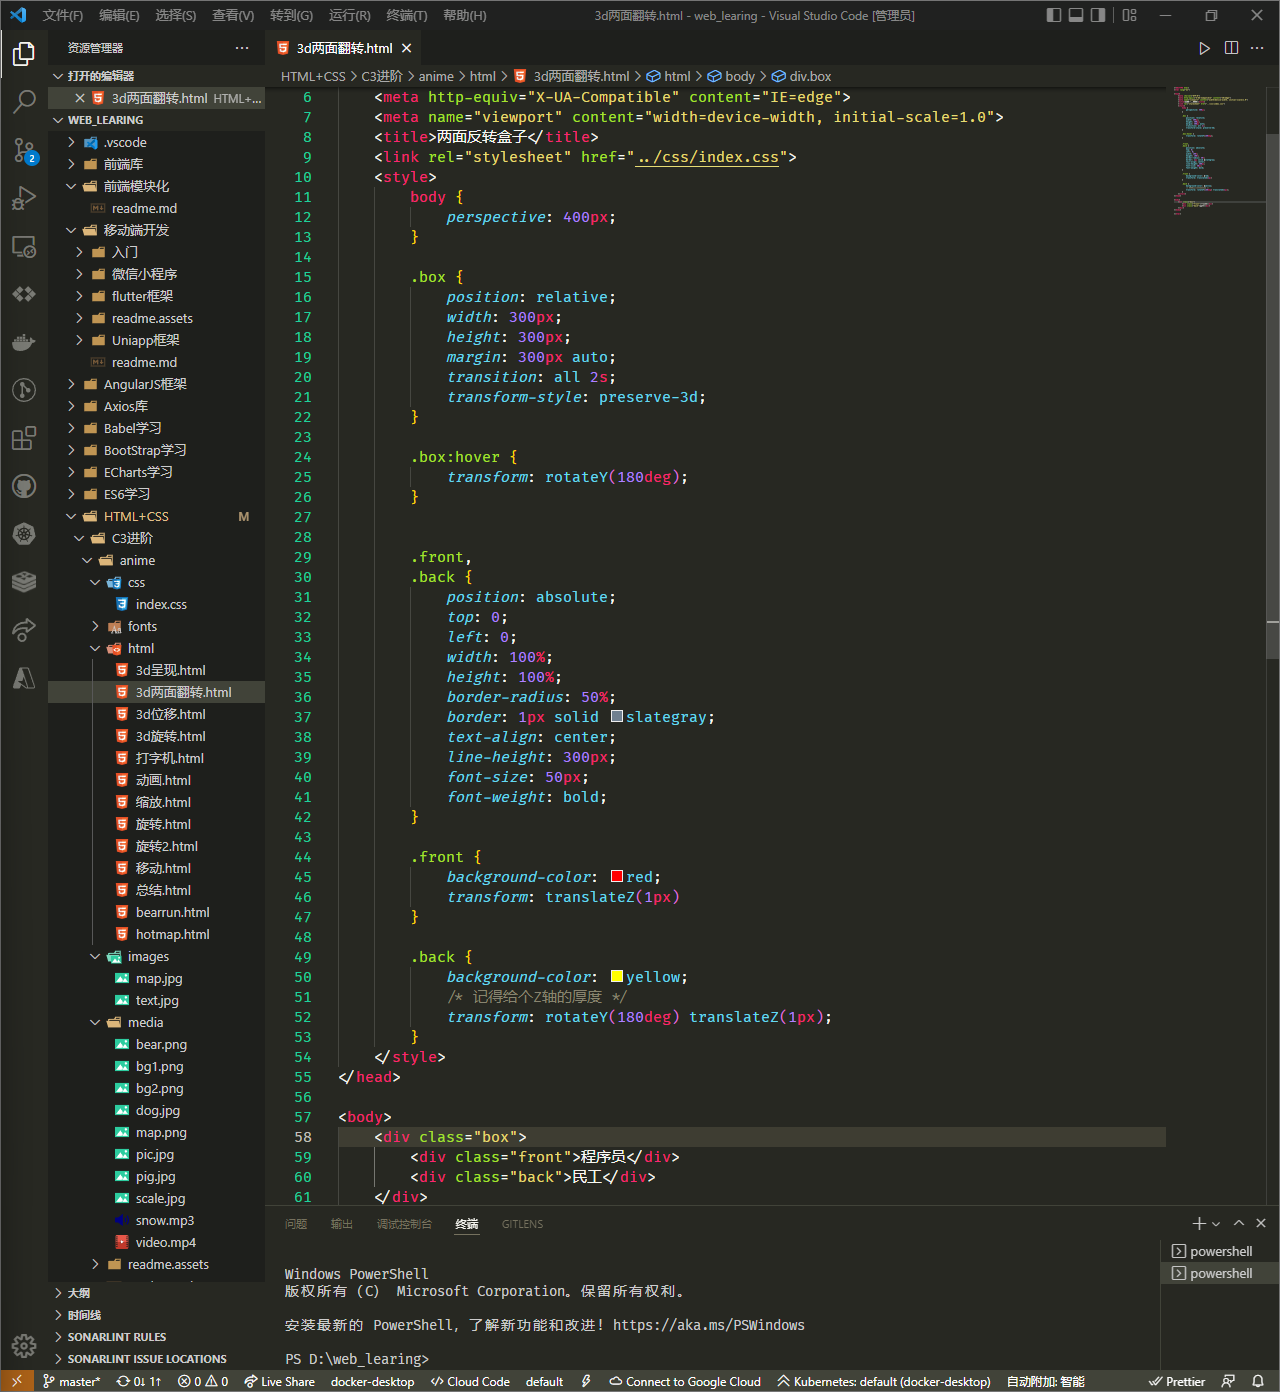 文件(F) 编辑(E) 选择(S) 查看(V) 转到(G) 运行(R) 终端(T) 帮助(H) 3d两面翻转.html - web_learing - Visual Studio Code [管理员]
资源管理器
打开的编辑器
3d两面翻转.html HTML+...
WEB_LEARING
.vscode
前端库
前端模块化
readme.md
移动端开发
入门
微信小程序
flutter框架
readme.assets
Uniapp框架
readme.md
AngularJS框架
Axios库
Babel学习
BootStrap学习
ECharts学习
ES6学习
HTML+CSS M
C3进阶
anime
css
index.css
fonts
html
3d呈现.html
3d两面翻转.html
3d位移.html
3d旋转.html
打字机.html
动画.html
缩放.html
旋转.html
旋转2.html
移动.html
总结.html
bearrun.html
hotmap.html
images
map.jpg
text.jpg
media
bear.png
bg1.png
bg2.png
dog.jpg
map.png
pic.jpg
pig.jpg
scale.jpg
snow.mp3
video.mp4
readme.assets
大纲
时间线
SONARLINT RULES
SONARLINT ISSUE LOCATIONS
2
3d两面翻转.html
HTML+CSS > C3进阶 > anime > html > 3d两面翻转.html > html > body > div.box
6 <meta http-equiv="X-UA-Compatible" content="IE=edge">
7 <meta name="viewport" content="width=device-width, initial-scale=1.0">
8 <title>两面反转盒子</title>
9 <link rel="stylesheet" href="../css/index.css">
10 <style>
11 body {
12 perspective: 400px;
13 }
14
15 .box {
16 position: relative;
17 width: 300px;
18 height: 300px;
19 margin: 300px auto;
20 transition: all 2s;
21 transform-style: preserve-3d;
22 }
23
24 .box:hover {
25 transform: rotateY(180deg);
26 }
27
28
29 .front,
30 .back {
31 position: absolute;
32 top: 0;
33 left: 0;
34 width: 100%;
35 height: 100%;
36 border-radius: 50%;
37 border: 1px solid slategray;
38 text-align: center;
39 line-height: 300px;
40 font-size: 50px;
41 font-weight: bold;
42 }
43
44 .front {
45 background-color: red;
46 transform: translateZ(1px)
47 }
48
49 .back {
50 background-color: yellow;
51 /* 记得给个Z轴的厚度 */
52 transform: rotateY(180deg) translateZ(1px);
53 }
54 </style>
55 </head>
56
57 <body>
58 <div class="box">
59 <div class="front">程序员</div>
60 <div class="back">民工</div>
61 </div>
问题 输出 调试控制台 终端 GITLENS
powershell
powershell
Windows PowerShell
版权所有 (C) Microsoft Corporation。保留所有权利。
安装最新的 PowerShell，了解新功能和改进！https://aka.ms/PSWindows
PS D:\web_learing>
master* 0↓ 1↑ 0 0 Live Share docker-desktop Cloud Code default Connect to Google Cloud Kubernetes: default (docker-desktop) 自动附加: 智能 Prettier